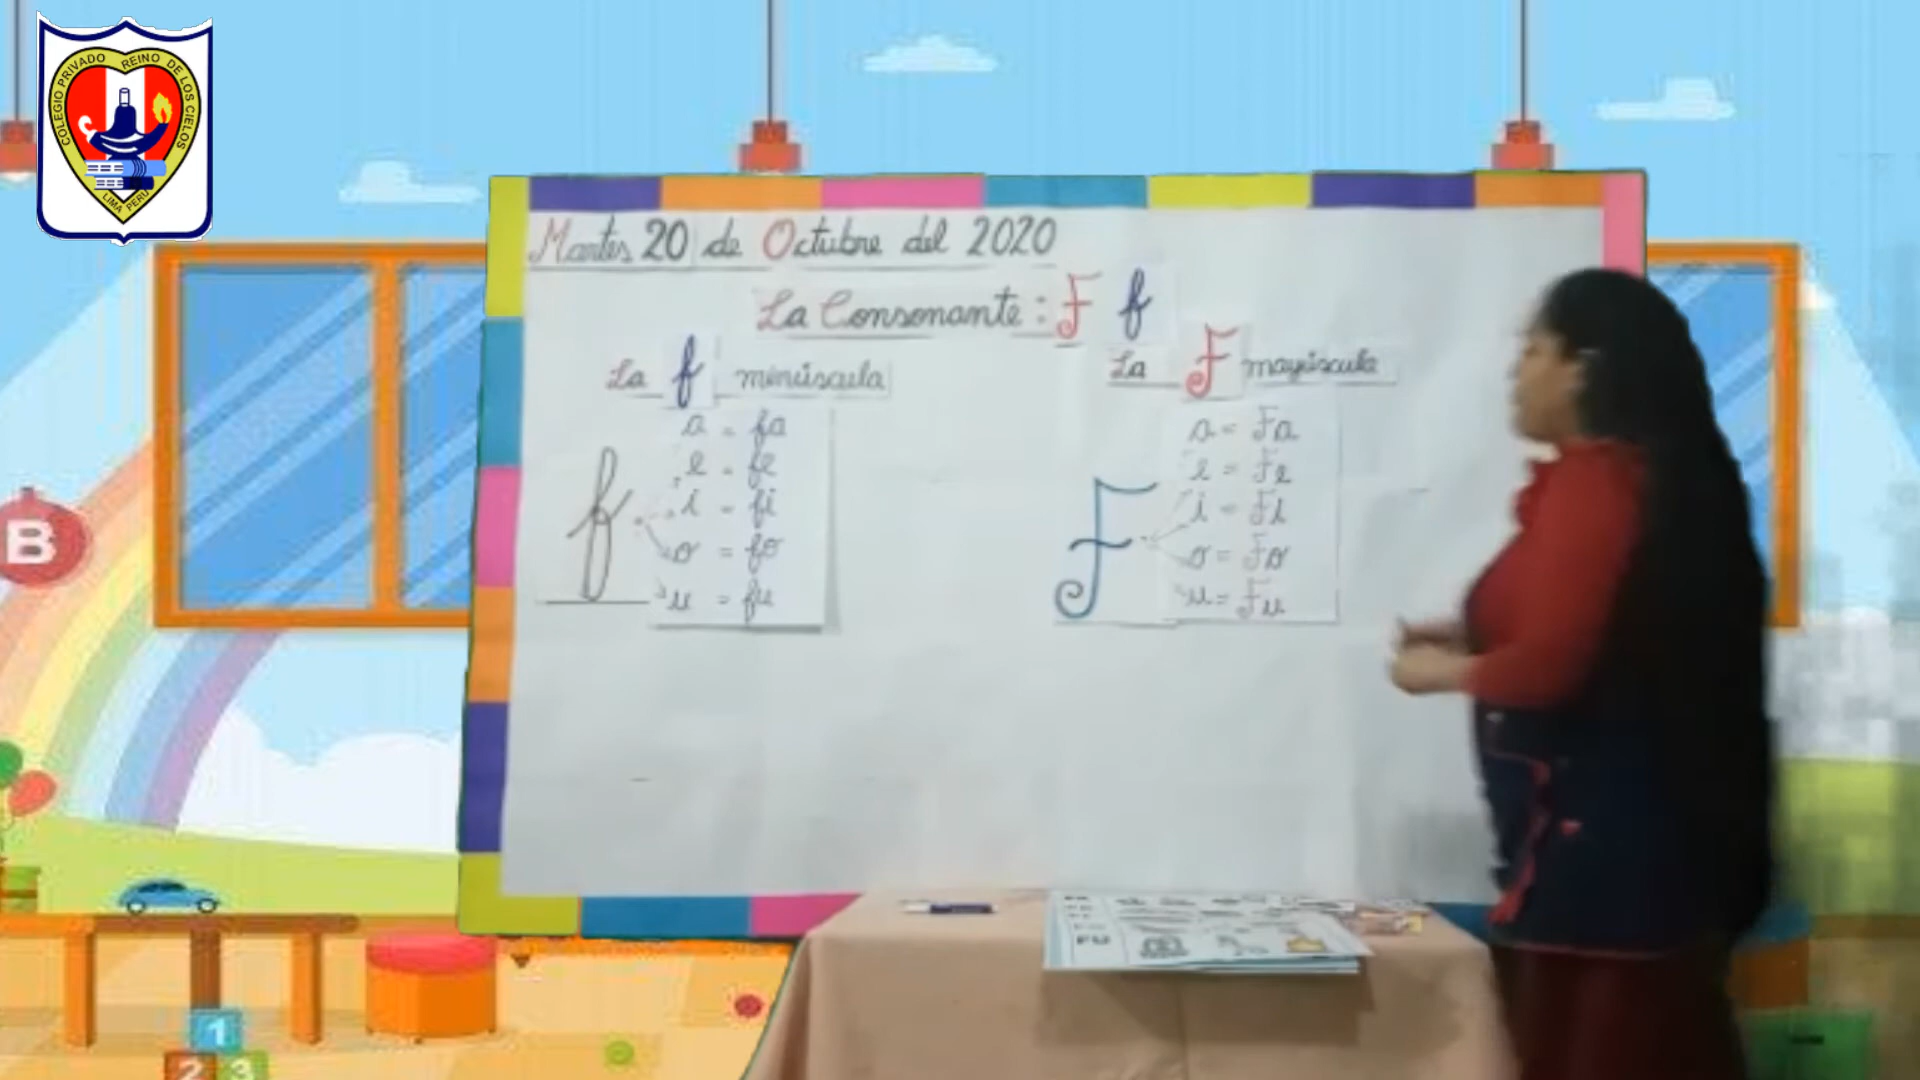 COLEGIO PRIVADO REINO DE LOS CIELOS
LIMA PERU
Martes 20 de Octubre del 2020
La Consonante: F f
La f minúscula
a = fa
e = fe
f i = fi
o = fo
u = fu
La F mayúscula
a = Fa
e = Fe
F i = Fi
o = Fo
u = Fu
B
FU
1
2 3